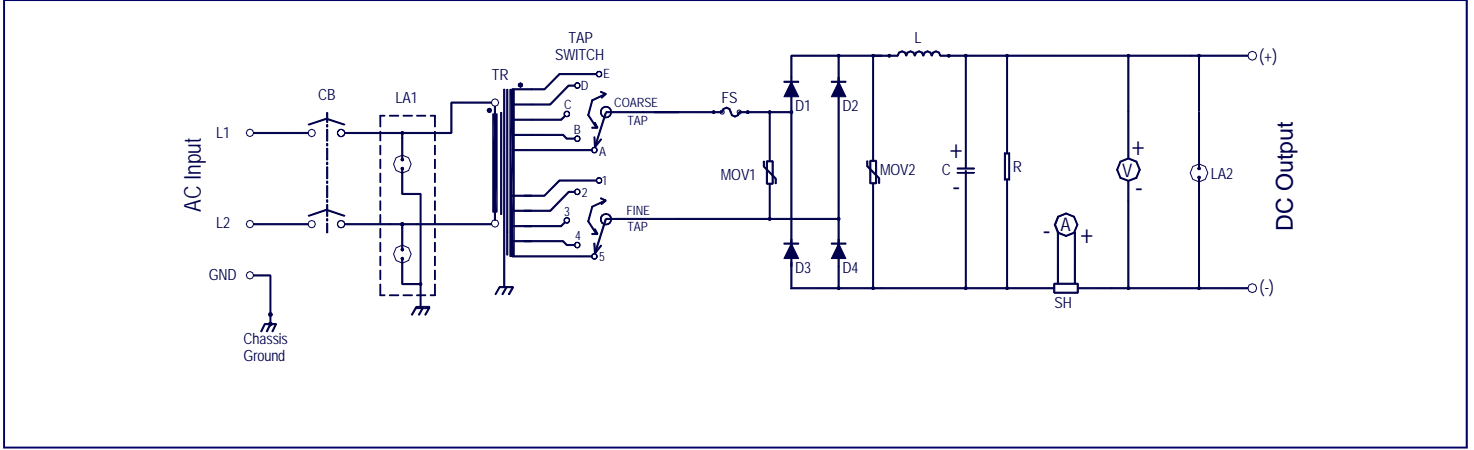 TAP
SWITCH
L
TR
E
D
C
B
A
COARSE
TAP
FS
D1
D2
(+)
CB
LA1
L1
AC Input
MOV1
MOV2
+
C
-
R
+
V
-
LA2
DC Output
1
2
3
4
5
FINE
TAP
L2
- A +
D3
D4
SH
(-)
GND
Chassis
Ground